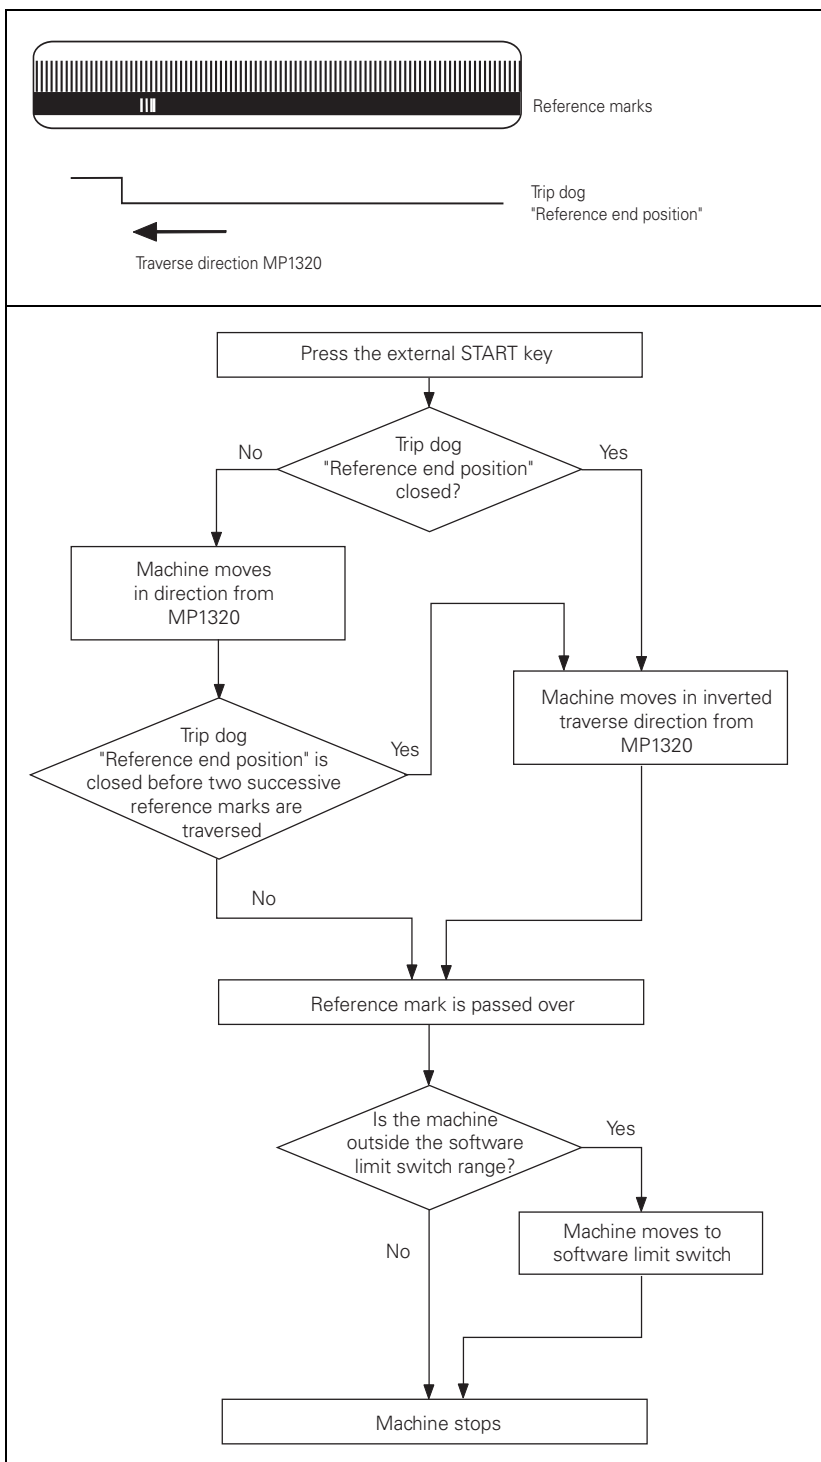 Reference marks
Trip dog
"Reference end position"
Traverse direction MP1320
Press the external START key
Trip dog
"Reference end position"
closed?
No
Yes
Machine moves
in direction from
MP1320
Machine moves in inverted
traverse direction from
MP1320
Trip dog
"Reference end position" is
closed before two successive
reference marks are
traversed
Yes
No
Reference mark is passed over
Is the machine
outside the software
limit switch range?
Yes
No
Machine moves to
software limit switch
Machine stops